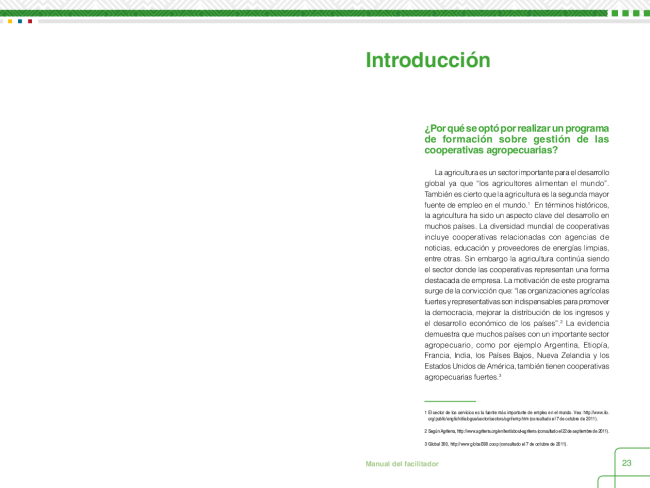 Introducción
¿Por qué se optó por realizar un programa
de formación sobre gestión de las
cooperativas agropecuarias?
La agricultura es un sector importante para el desarrollo
global ya que “los agricultores alimentan el mundo”.
También es cierto que la agricultura es la segunda mayor
fuente de empleo en el mundo.1 En términos históricos,
la agricultura ha sido un aspecto clave del desarrollo en
muchos países. La diversidad mundial de cooperativas
incluye cooperativas relacionadas con agencias de
noticias, educación y proveedores de energías limpias,
entre otras. Sin embargo la agricultura continúa siendo
el sector donde las cooperativas representan una forma
destacada de empresa. La motivación de este programa
surge de la convicción que: “las organizaciones agrícolas
fuertes y representativas son indispensables para promover
la democracia, mejorar la distribución de los ingresos y
el desarrollo económico de los países”.2 La evidencia
demuestra que muchos países con un importante sector
agropecuario, como por ejemplo Argentina, Etiopía,
Francia, India, los Países Bajos, Nueva Zelandia y los
Estados Unidos de América, también tienen cooperativas
agropecuarias fuertes.3
1 El sector de los servicios es la fuente más importante de empleo en el mundo. Vea: http://www.ilo.
org/public/english/dialogue/sector/sectors/agri/emp.htm (consultado el 7 de octubre de 2011).
2 Según Agriterra, http://www.agriterra.org/en/text/about-agriterra (consultado el 22 de septiembre de 2011).
3 Global 300, http://www.global300.coop (consultado el 7 de octubre de 2011).
Manual del facilitador
23